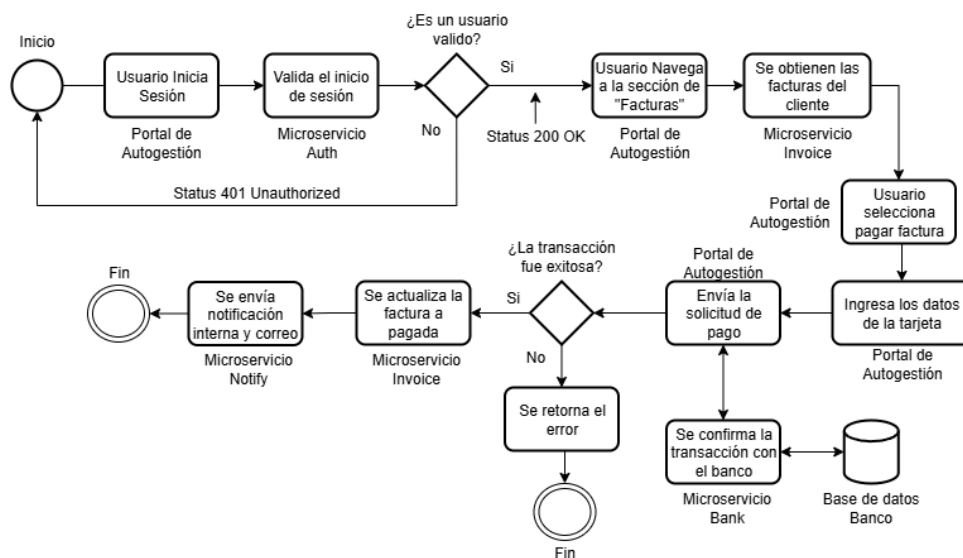 Inicio
Usuario Inicia
Sesión
Portal de
Autogestión
Valida el inicio
de sesión
Microservicio
Auth
¿Es un usuario
valido?
Si
No
Status 200 OK
Status 401 Unauthorized
Usuario Navega
a la sección de
"Facturas"
Portal de
Autogestión
Se obtienen las
facturas del
cliente
Microservicio
Invoice
Portal de
Autogestión
Usuario
selecciona
pagar factura
Ingresa los datos
de la tarjeta
Portal de
Autogestión
Portal de
Autogestión
Envía la
solicitud de
pago
Se confirma la
transacción con
el banco
Microservicio
Bank
Base de datos
Banco
¿La transacción
fue exitosa?
Si
No
Se retorna el
error
Fin
Se actualiza la
factura a
pagada
Microservicio
Invoice
Se envía
notificación
interna y correo
Microservicio
Notify
Fin